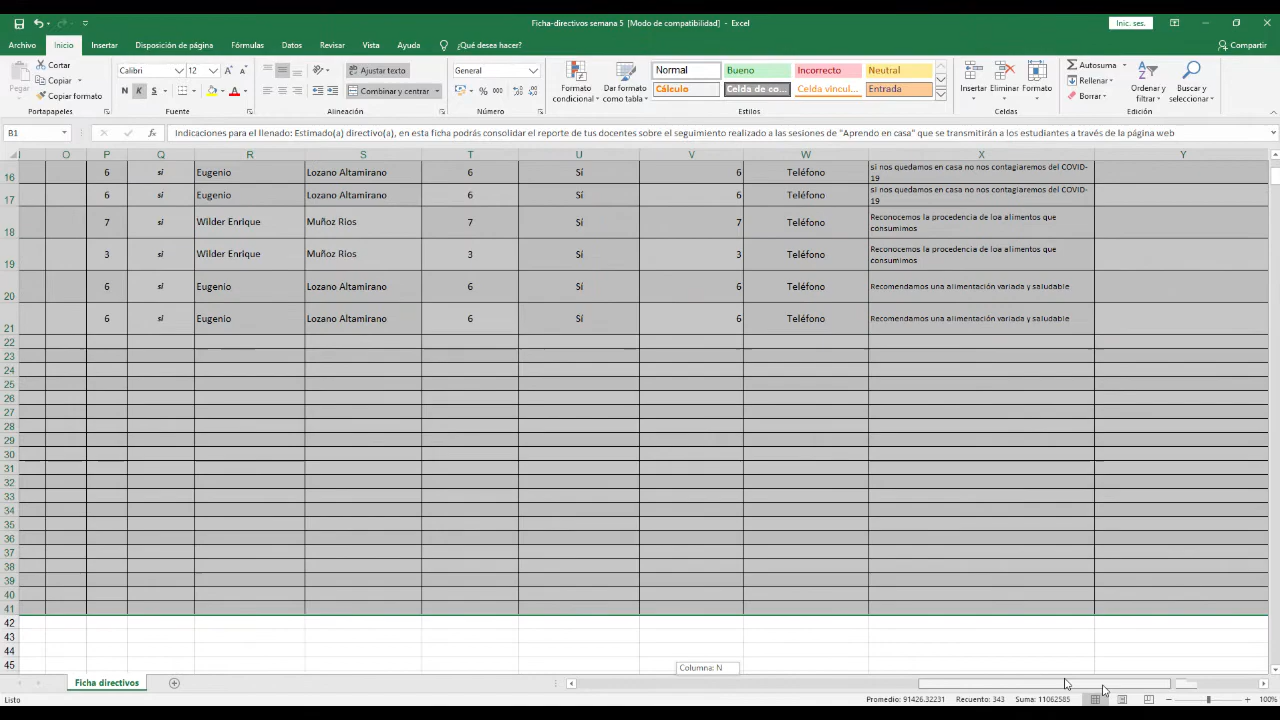 Ficha-directivos semana 5 [Modo de compatibilidad] - Excel
Inic. ses.
Archivo Inicio Insertar Disposición de página Fórmulas Datos Revisar Vista Ayuda ¿Qué desea hacer? Compartir
Pegar
Cortar
Copiar
Copiar formato
Calibri 12
N K S
Ajustar texto
Combinar y centrar
General
Formato condicional
Dar formato como tabla
Normal Bueno Incorrecto Neutral
Cálculo Celda de co... Celda vincul... Entrada
Insertar Eliminar Formato
Autosuma
Rellenar
Borrar
Ordenar y filtrar
Buscar y seleccionar
Portapapeles Fuente Alineación Número Estilos Celdas Edición
B1 fx Indicaciones para el llenado: Estimado(a) directivo(a), en esta ficha podrás consolidar el reporte de tus docentes sobre el seguimiento realizado a las sesiones de "Aprendo en casa" que se transmitirán a los estudiantes a través de la página web
O P Q R S T U V W X Y
16 6 si Eugenio Lozano Altamirano 6 Sí 6 Teléfono si nos quedamos en casa no nos contagiaremos del COVID-19
17 6 si Eugenio Lozano Altamirano 6 Sí 6 Teléfono si nos quedamos en casa no nos contagiaremos del COVID-19
18 7 si Wilder Enrique Muñoz Rios 7 Sí 7 Teléfono Reconocemos la procedencia de loa alimentos que consumimos
19 3 si Wilder Enrique Muñoz Rios 3 Sí 3 Teléfono Reconocemos la procedencia de loa alimentos que consumimos
20 6 si Eugenio Lozano Altamirano 6 Sí 6 Teléfono Recomendamos una alimentación variada y saludable
21 6 si Eugenio Lozano Altamirano 6 Sí 6 Teléfono Recomendamos una alimentación variada y saludable
22
23
24
25
26
27
28
29
30
31
32
33
34
35
36
37
38
39
40
41
42
43
44
45
Columna: N
Ficha directivos
Listo Promedio: 91426.32231 Recuento: 343 Suma: 11062585 100%